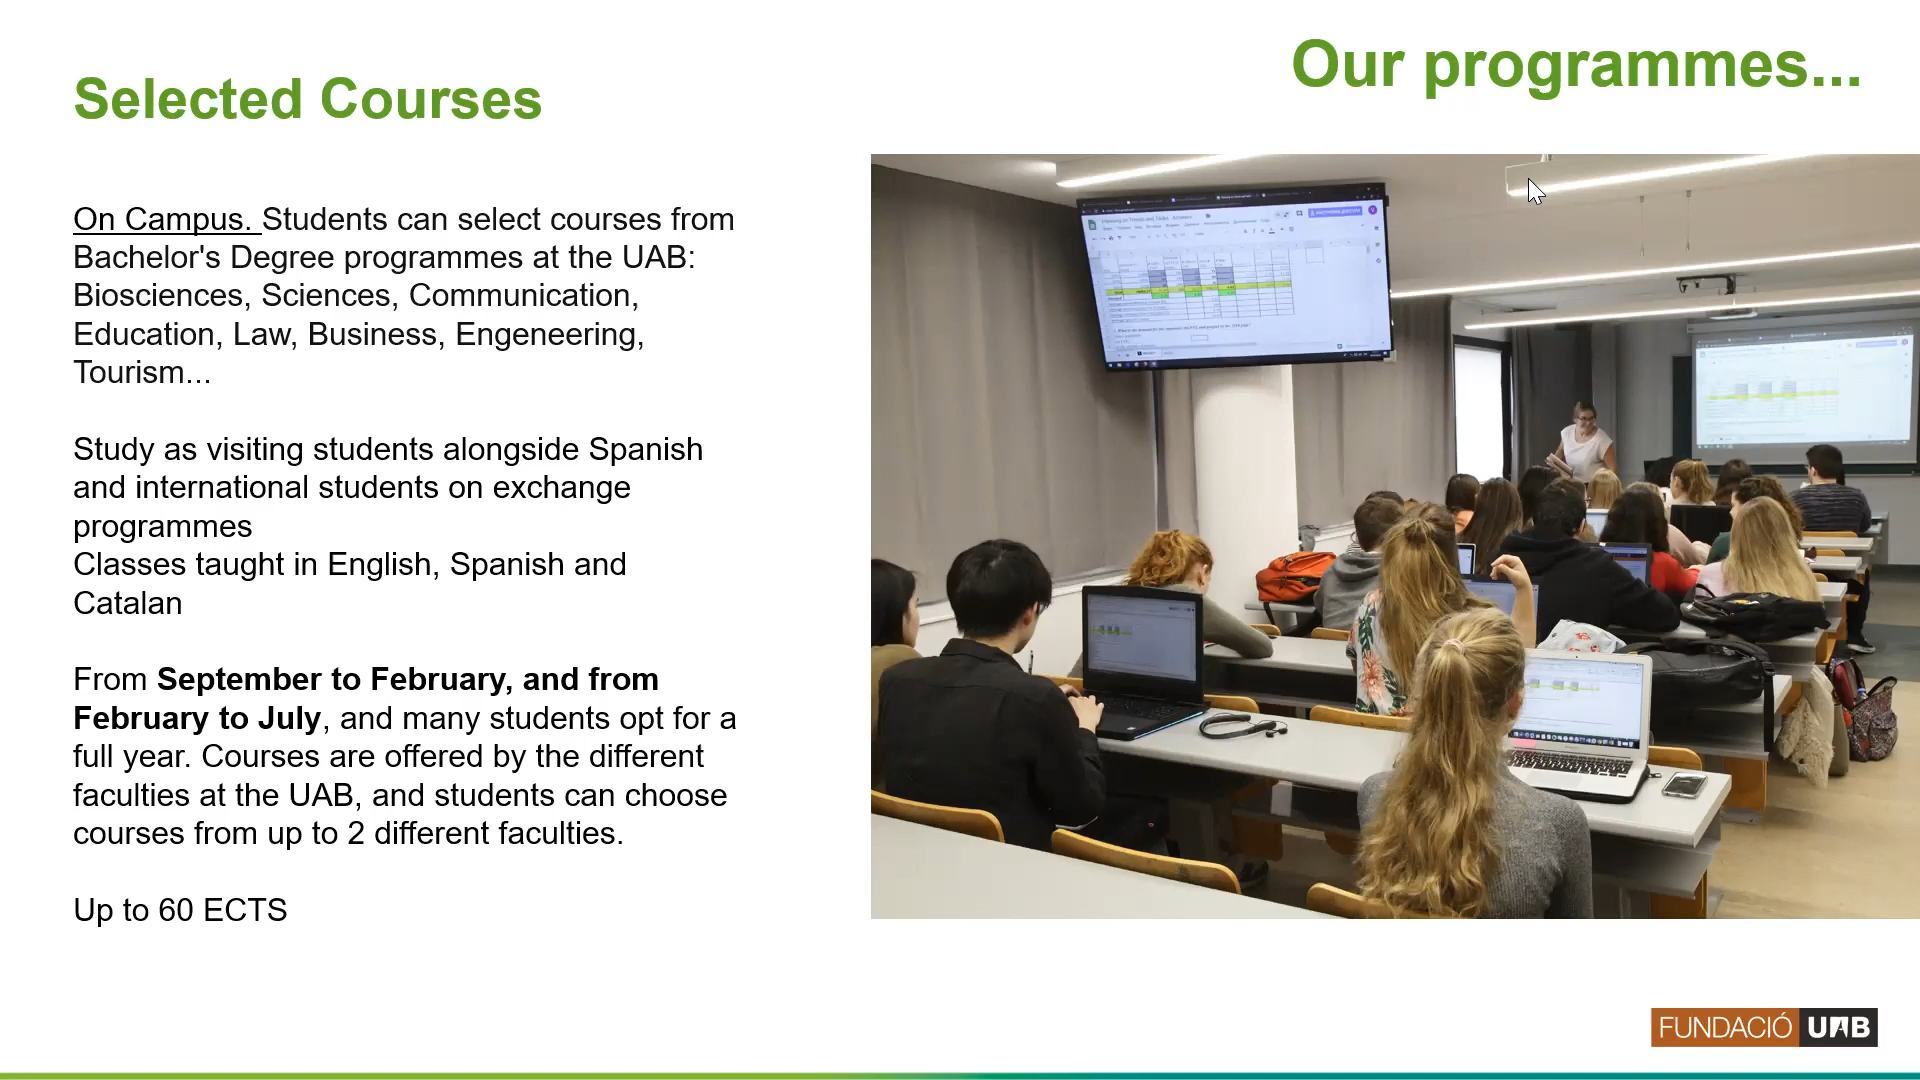 Our programmes...
Selected Courses
On Campus. Students can select courses from
Bachelor's Degree programmes at the UAB:
Biosciences, Sciences, Communication,
Education, Law, Business, Engeneering,
Tourism...
Study as visiting students alongside Spanish
and international students on exchange
programmes
Classes taught in English, Spanish and
Catalan
From September to February, and from
February to July, and many students opt for a
full year. Courses are offered by the different
faculties at the UAB, and students can choose
courses from up to 2 different faculties.
Up to 60 ECTS
FUNDACIÓ UAB